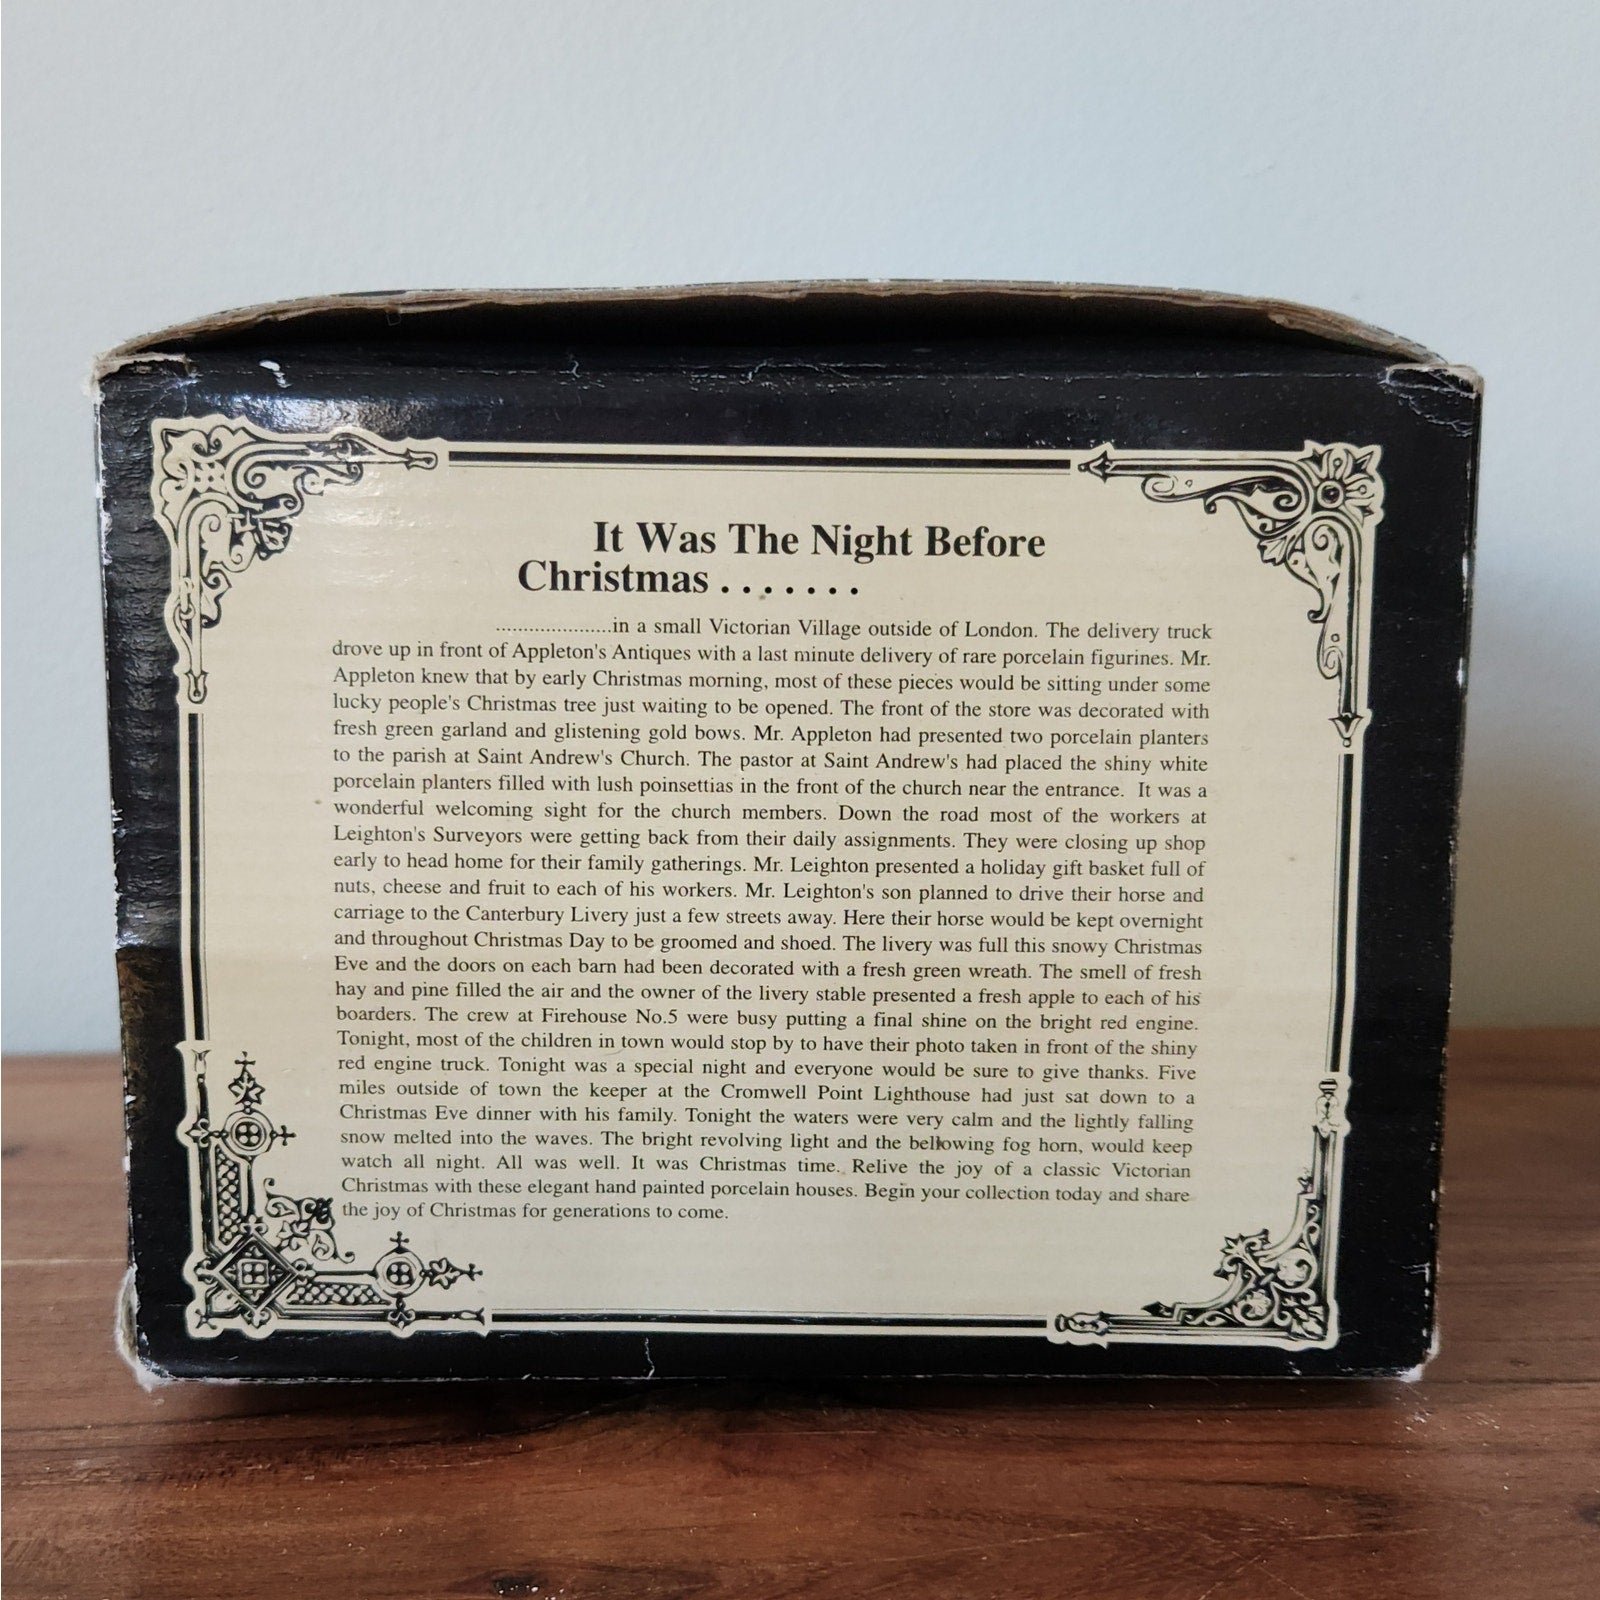 It Was The Night Before
Christmas . . . . . . .
.....................in a small Victorian Village outside of London. The delivery truck
drove up in front of Appleton's Antiques with a last minute delivery of rare porcelain figurines. Mr.
Appleton knew that by early Christmas morning, most of these pieces would be sitting under some
lucky people's Christmas tree just waiting to be opened. The front of the store was decorated with
fresh green garland and glistening gold bows. Mr. Appleton had presented two porcelain planters
to the parish at Saint Andrew's Church. The pastor at Saint Andrew's had placed the shiny white
porcelain planters filled with lush poinsettias in the front of the church near the entrance. It was a
wonderful welcoming sight for the church members. Down the road most of the workers at
Leighton's Surveyors were getting back from their daily assignments. They were closing up shop
early to head home for their family gatherings. Mr. Leighton presented a holiday gift basket full of
nuts, cheese and fruit to each of his workers. Mr. Leighton's son planned to drive their horse and
carriage to the Canterbury Livery just a few streets away. Here their horse would be kept overnight
and throughout Christmas Day to be groomed and shoed. The livery was full this snowy Christmas
Eve and the doors on each barn had been decorated with a fresh green wreath. The smell of fresh
hay and pine filled the air and the owner of the livery stable presented a fresh apple to each of his
boarders. The crew at Firehouse No.5 were busy putting a final shine on the bright red engine.
Tonight, most of the children in town would stop by to have their photo taken in front of the shiny
red engine truck. Tonight was a special night and everyone would be sure to give thanks. Five
miles outside of town the keeper at the Cromwell Point Lighthouse had just sat down to a
Christmas Eve dinner with his family. Tonight the waters were very calm and the lightly falling
snow melted into the waves. The bright revolving light and the bellowing fog horn, would keep
watch all night. All was well. It was Christmas time. Relive the joy of a classic Victorian
Christmas with these elegant hand painted porcelain houses. Begin your collection today and share
the joy of Christmas for generations to come.